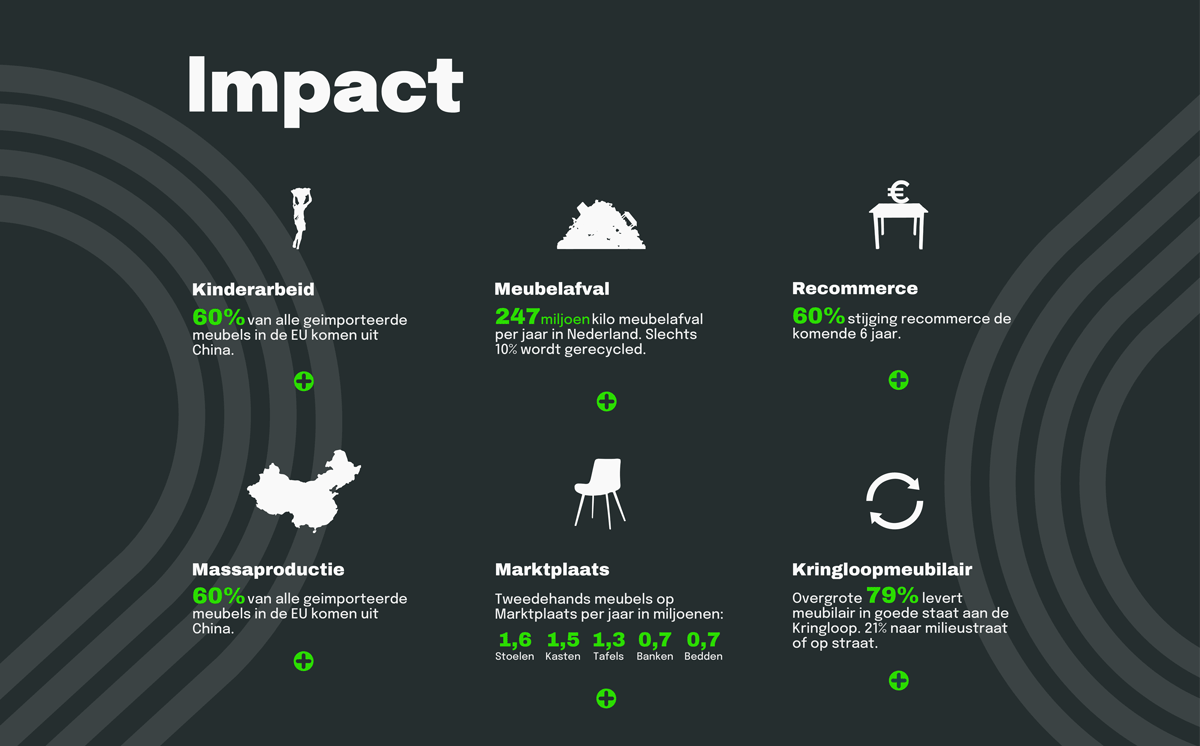 Impact
€
Kinderarbeid
60% van alle geimporteerde
meubels in de EU komen uit
China.
Meubelafval
247 miljoen kilo meubelafval
per jaar in Nederland. Slechts
10% wordt gerecycled.
Recommerce
60% stijging recommerce de
komende 6 jaar.
Massaproductie
60% van alle geimporteerde
meubels in de EU komen uit
China.
Marktplaats
Tweedehands meubels op
Marktplaats per jaar in miljoenen:
1,6 1,5 1,3 0,7 0,7
Stoelen Kasten Tafels Banken Bedden
Kringloopmeubilair
Overgrote 79% levert
meubilair in goede staat aan de
Kringloop. 21% naar milieustraat
of op straat.